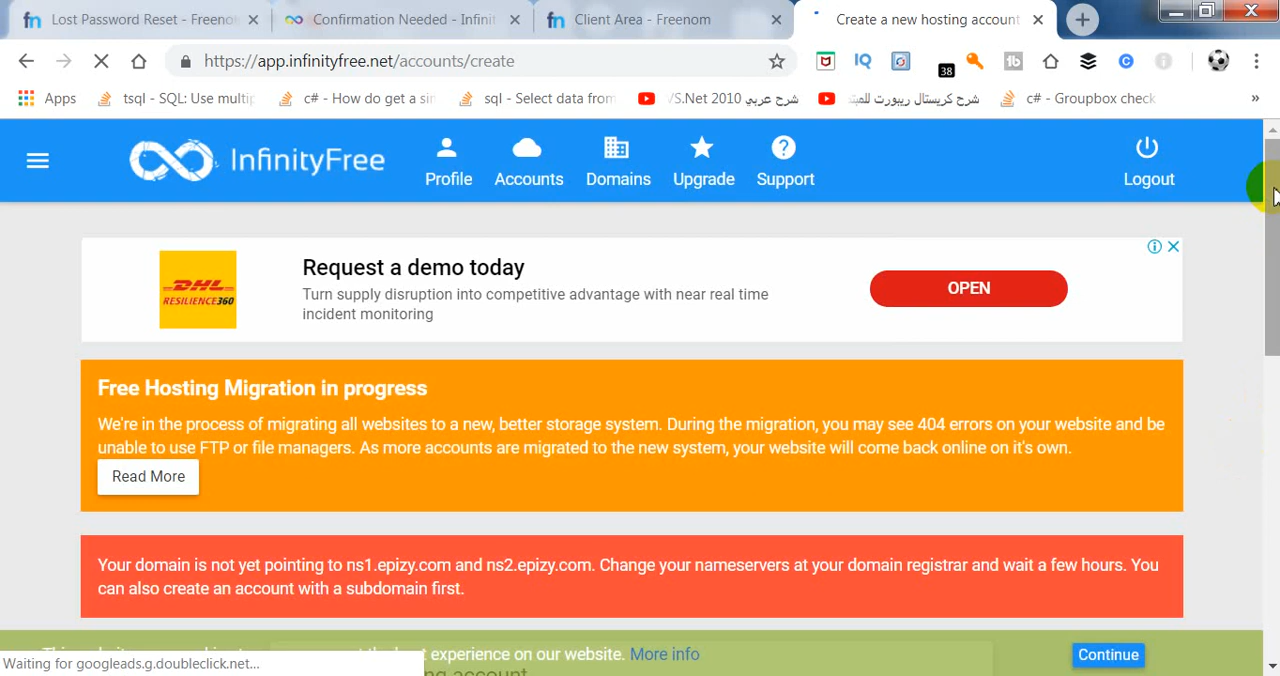 Lost Password Reset - Freeno
Confirmation Needed - Infinit
Client Area - Freenom
Create a new hosting account
https://app.infinityfree.net/accounts/create
IQ
38
Apps
tsql - SQL: Use multip
c# - How do get a sin
sql - Select data from
شرح عربي VS.Net 2010
شرح كريستال ريبورت للمبتد
c# - Groupbox check
»
InfinityFree
Profile
Accounts
Domains
Upgrade
Support
Logout
DHL
RESILIENCE360
Request a demo today
Turn supply disruption into competitive advantage with near real time
incident monitoring
OPEN
Free Hosting Migration in progress
We're in the process of migrating all websites to a new, better storage system. During the migration, you may see 404 errors on your website and be
unable to use FTP or file managers. As more accounts are migrated to the new system, your website will come back online on it's own.
Read More
Your domain is not yet pointing to ns1.epizy.com and ns2.epizy.com. Change your nameservers at your domain registrar and wait a few hours. You
can also create an account with a subdomain first.
experience on our website. More info
Continue
Waiting for googleads.g.doubleclick.net...
account